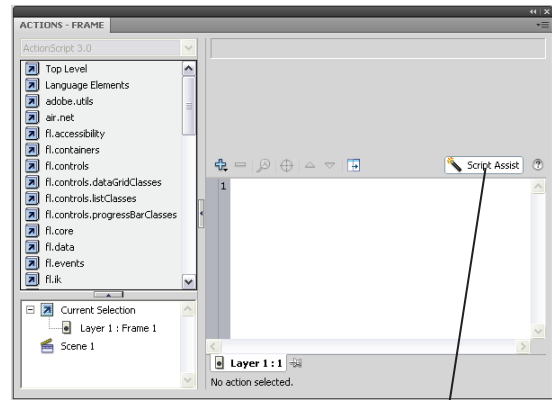 ACTIONS - FRAME
ActionScript 3.0
Top Level
Language Elements
adobe.utils
air.net
fl.accessibility
fl.containers
fl.controls
fl.controls.dataGridClasses
fl.controls.listClasses
fl.controls.progressBarClasses
fl.core
fl.data
fl.events
fl.ik
Current Selection
Layer 1 : Frame 1
Scene 1
Script Assist
1
Layer 1 : 1
No action selected.